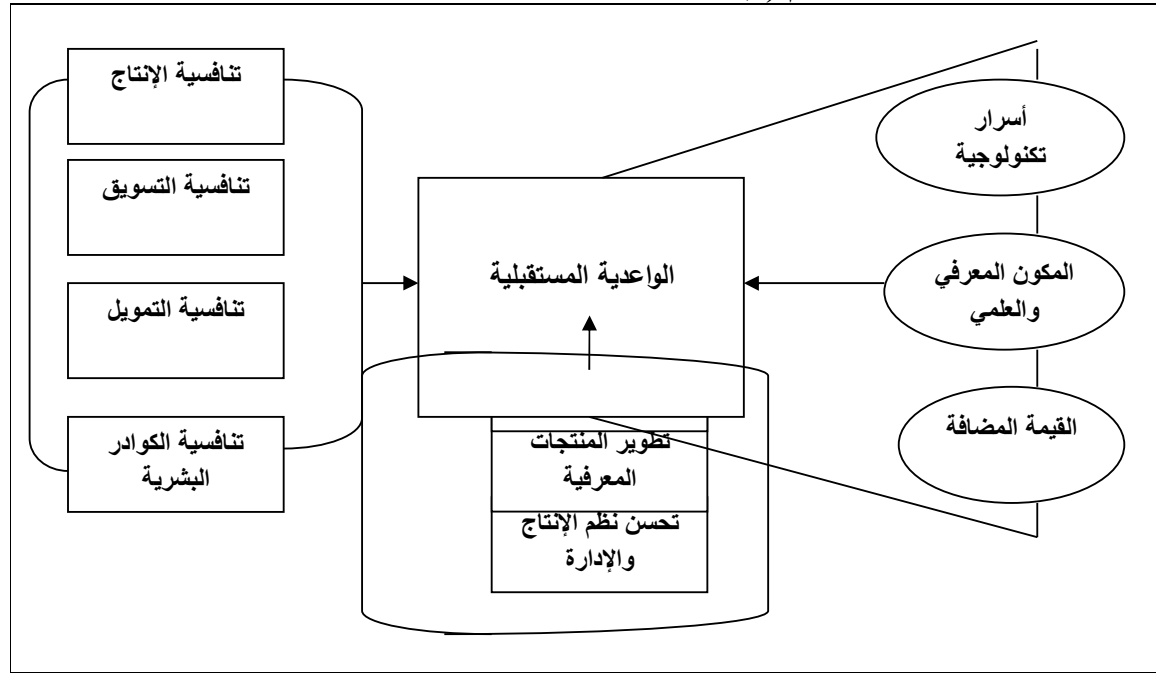 تنافسية الإنتاج
تنافسية التسويق
تنافسية التمويل
تنافسية الكوادر
البشرية
الواعدية المستقبلية
تطوير المنتجات
المعرفية
تحسن نظم الإنتاج
والإدارة
أسرار
تكنولوجية
المكون المعرفي
والعلمي
القيمة المضافة